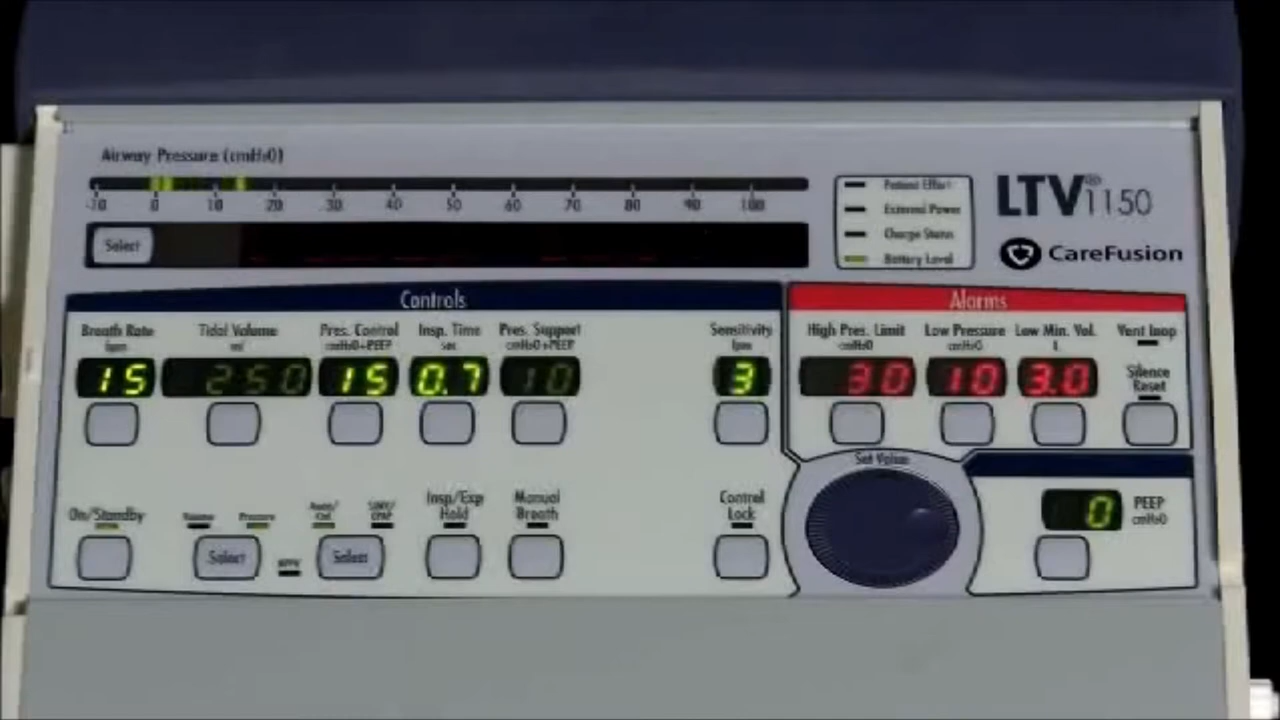 Airway Pressure (cmH₂O)
-10 0 10 20 30 40 50 60 70 80 90 100
Select
Patient Effort
External Power
Charge Status
Battery Level
LTV® 1150
CareFusion
Controls
Alarms
Breath Rate Tidal Volume Pres. Control Insp. Time Pres. Support Sensitivity
bpm ml cmH₂O+PEEP sec cmH₂O+PEEP lpm
15 250 15 0.7 10 3
High Pres. Limit Low Pressure Low Min. Vol. Vent Inop
cmH₂O cmH₂O L
30 10 3.0
Silence
Reset
Set Value
On/Standby
Volume Pressure
Select
NPPV
Assist/
Ctrl
SIMV/
CPAP
Select
Insp/Exp
Hold
Manual
Breath
Control
Lock
0
PEEP
cmH₂O